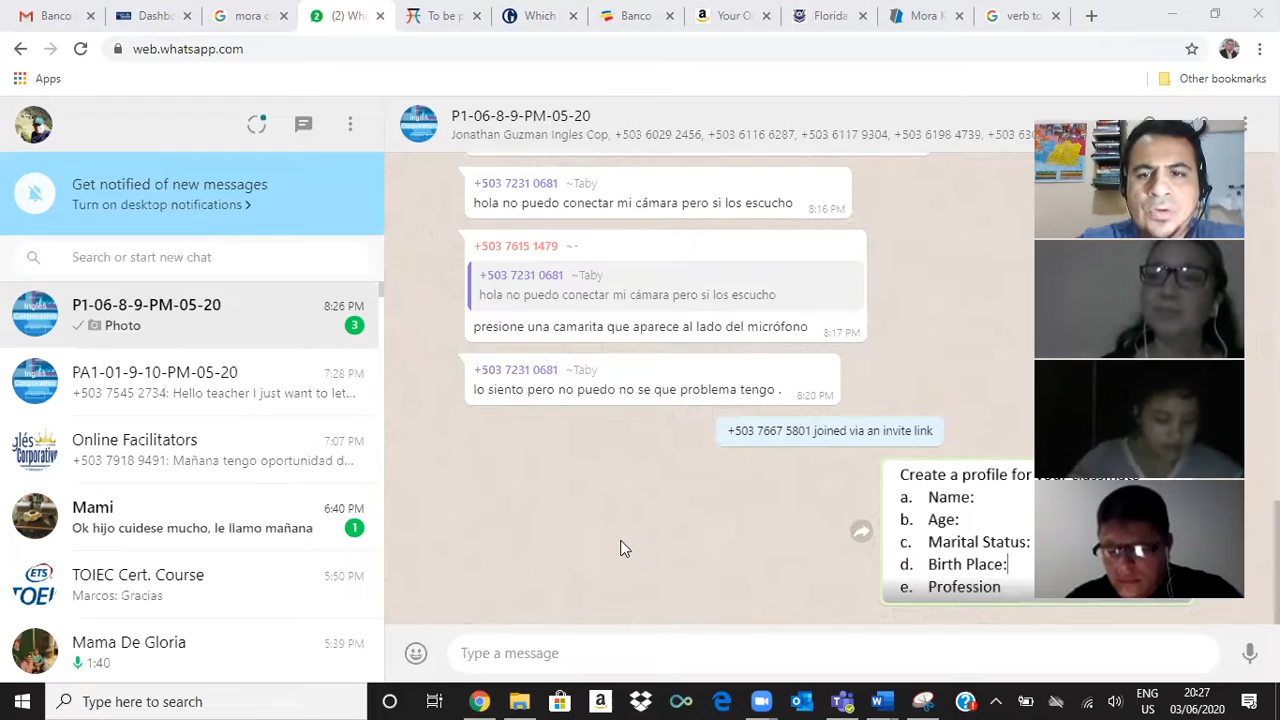 Banco
Dashb
mora c
(2) Wh
To be p
Which
Banco
Your O
Florida
Mora K
verb to
web.whatsapp.com
Apps
Other bookmarks
P1-06-8-9-PM-05-20
Jonathan Guzman Ingles Cop, +503 6029 2456, +503 6116 6287, +503 6117 9304, +503 6198 4739, +503 630
Get notified of new messages
Turn on desktop notifications >
Search or start new chat
P1-06-8-9-PM-05-20
8:26 PM
Photo
3
PA1-01-9-10-PM-05-20
7:28 PM
+503 7545 2734: Hello teacher I just want to let...
Online Facilitators
7:07 PM
+503 7918 9491: Mañana tengo oportunidad d...
Mami
6:40 PM
Ok hijo cuidese mucho, le llamo mañana
1
TOIEC Cert. Course
5:50 PM
Marcos: Gracias
Mama De Gloria
5:39 PM
1:40
+503 7231 0681 ~Taby
hola no puedo conectar mi cámara pero si los escucho
8:16 PM
+503 7615 1479 ~-
+503 7231 0681 ~Taby
hola no puedo conectar mi cámara pero si los escucho
presione una camarita que aparece al lado del micrófono
8:17 PM
+503 7231 0681 ~Taby
lo siento pero no puedo no se que problema tengo .
8:20 PM
+503 7667 5801 joined via an invite link
Create a profile for your classmate
a. Name:
b. Age:
c. Marital Status:
d. Birth Place:
e. Profession
Type a message
Type here to search
ENG
US
20:27
03/06/2020